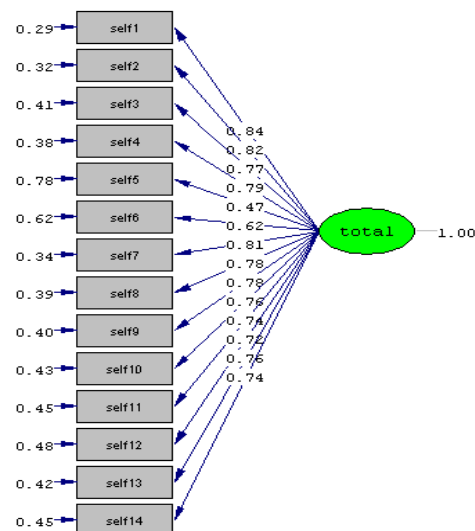 0.29 self1
0.32 self2
0.41 self3
0.38 self4
0.78 self5
0.62 self6
0.34 self7
0.39 self8
0.40 self9
0.43 self10
0.45 self11
0.48 self12
0.42 self13
0.45 self14
0.84
0.82
0.77
0.79
0.47
0.62
0.81
0.78
0.78
0.76
0.74
0.72
0.76
0.74
total 1.00